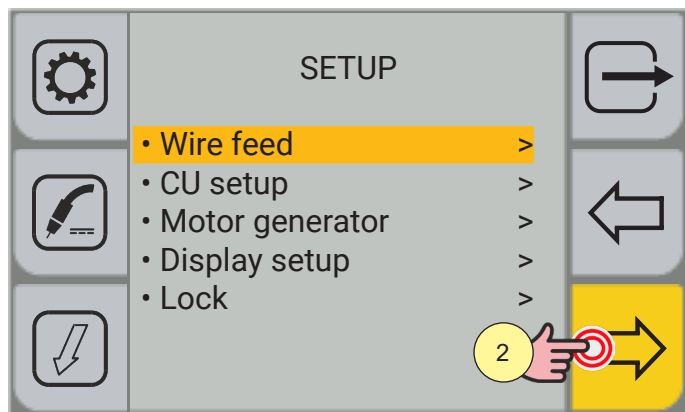 SETUP
• Wire feed >
• CU setup >
• Motor generator >
• Display setup >
• Lock >
2